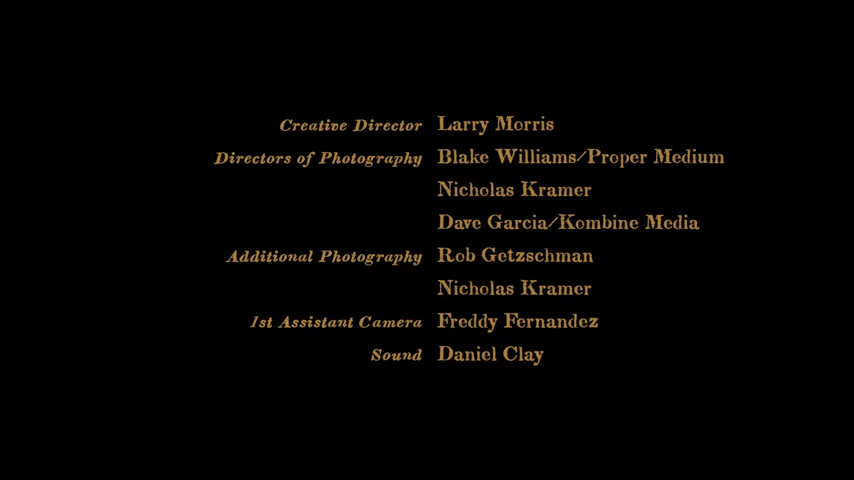 Creative Director Larry Morris
Directors of Photography Blake Williams/Proper Medium
Nicholas Kramer
Dave Garcia/Kombine Media
Additional Photography Rob Getzschman
Nicholas Kramer
1st Assistant Camera Freddy Fernandez
Sound Daniel Clay